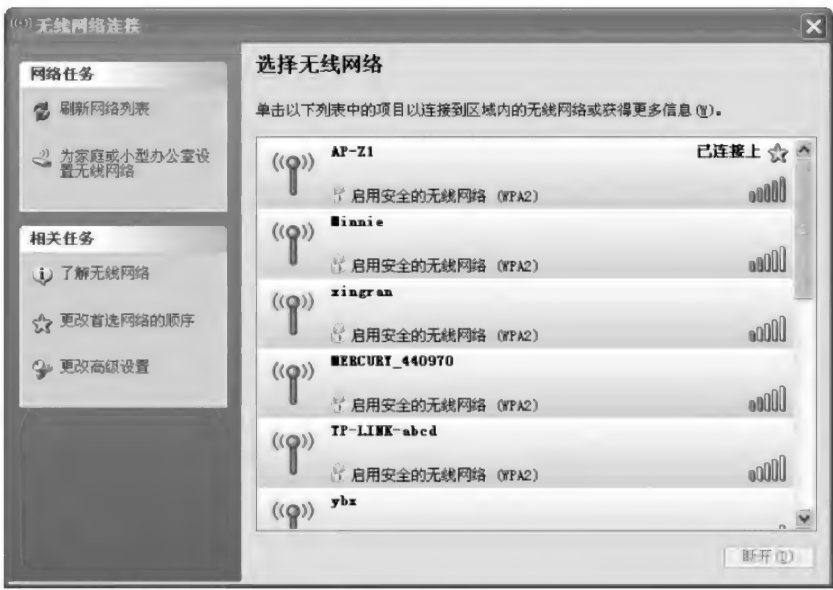 无线网络连接
网络任务
刷新网络列表
为家庭或小型办公室设
置无线网络
相关任务
了解无线网络
更改首选网络的顺序
更改高级设置
选择无线网络
单击以下列表中的项目以连接到区域内的无线网络或获得更多信息(W)。
AP-Z1
已连接上
启用安全的无线网络 (WPA2)
Minnie
启用安全的无线网络 (WPA2)
xingran
启用安全的无线网络 (WPA2)
MERCURY_440970
启用安全的无线网络 (WPA2)
TP-LINK-abcd
启用安全的无线网络 (WPA2)
ybx
断开(D)